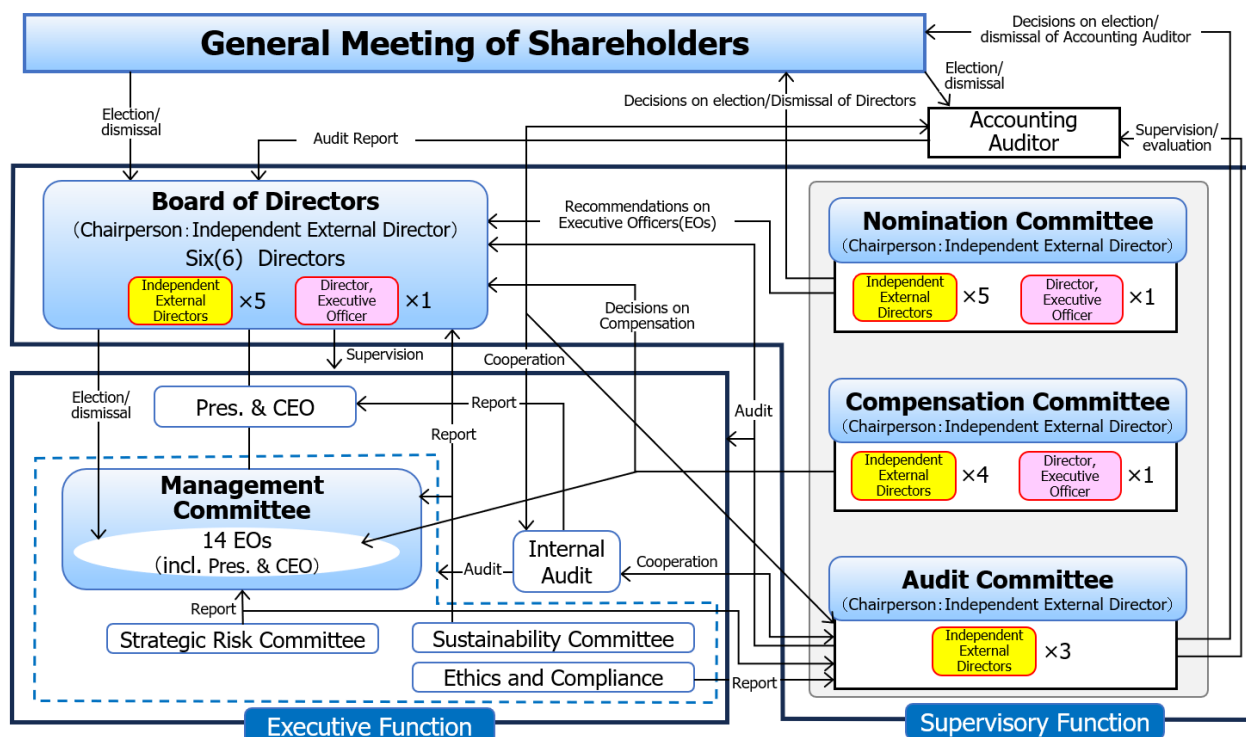 General Meeting of Shareholders
Decisions on election/
dismissal of Accounting Auditor
Election/
dismissal
Decisions on election/Dismissal of Directors
Election/
dismissal
Audit Report
Accounting
Auditor
Supervision/
evaluation
Board of Directors
(Chairperson:Independent External Director)
Six(6) Directors
Independent
External
Directors
×5
Director,
Executive
Officer
×1
Recommendations on
Executive Officers(EOs)
Nomination Committee
(Chairperson:Independent External Director)
Independent
External
Directors
×5
Director,
Executive
Officer
×1
Decisions on
Compensation
Supervision
Cooperation
Election/
dismissal
Pres. & CEO
Report
Report
Audit
Compensation Committee
(Chairperson:Independent External Director)
Independent
External
Directors
×4
Director,
Executive
Officer
×1
Management
Committee
14 EOs
(incl. Pres. & CEO)
Audit
Internal
Audit
Cooperation
Audit Committee
(Chairperson:Independent External Director)
Independent
External
Directors
×3
Report
Strategic Risk Committee
Sustainability Committee
Ethics and Compliance
Report
Executive Function
Supervisory Function